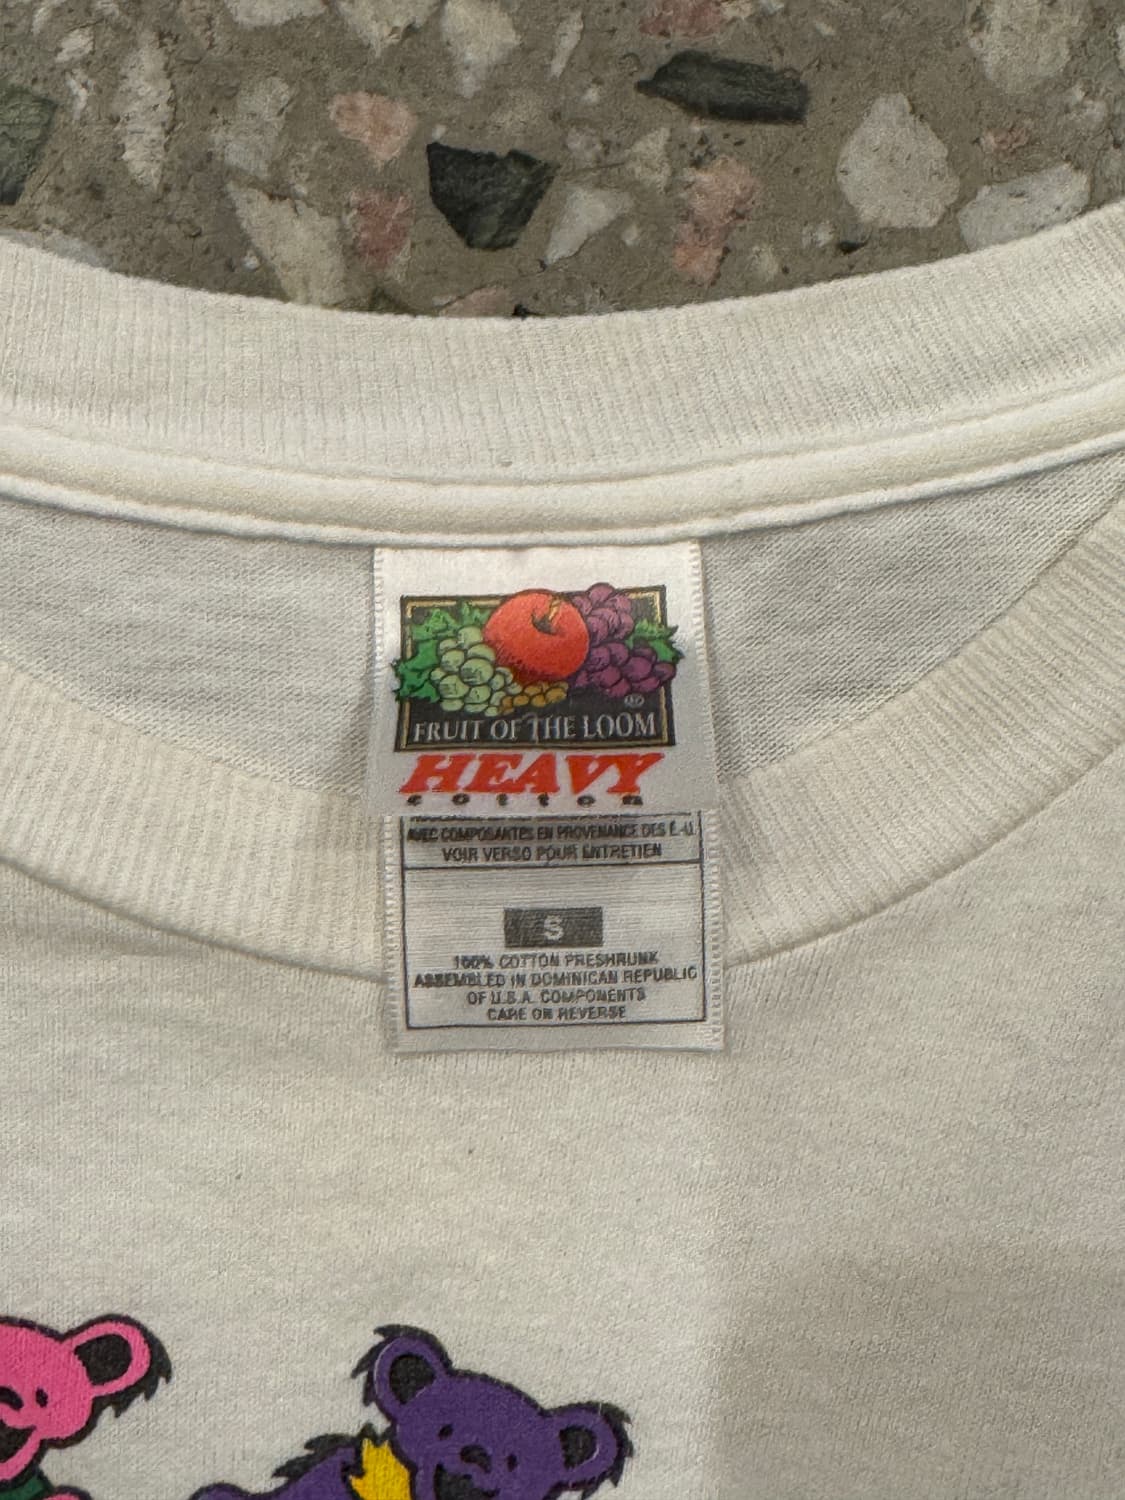 FRUIT OF THE LOOM ®
HEAVY
cotton
AVEC COMPOSANTES EN PROVENANCE DES É.-U.
VOIR VERSO POUR ENTRETIEN
S
100% COTTON PRESHRUNK
ASSEMBLED IN DOMINICAN REPUBLIC
OF U.S.A. COMPONENTS
CARE ON REVERSE